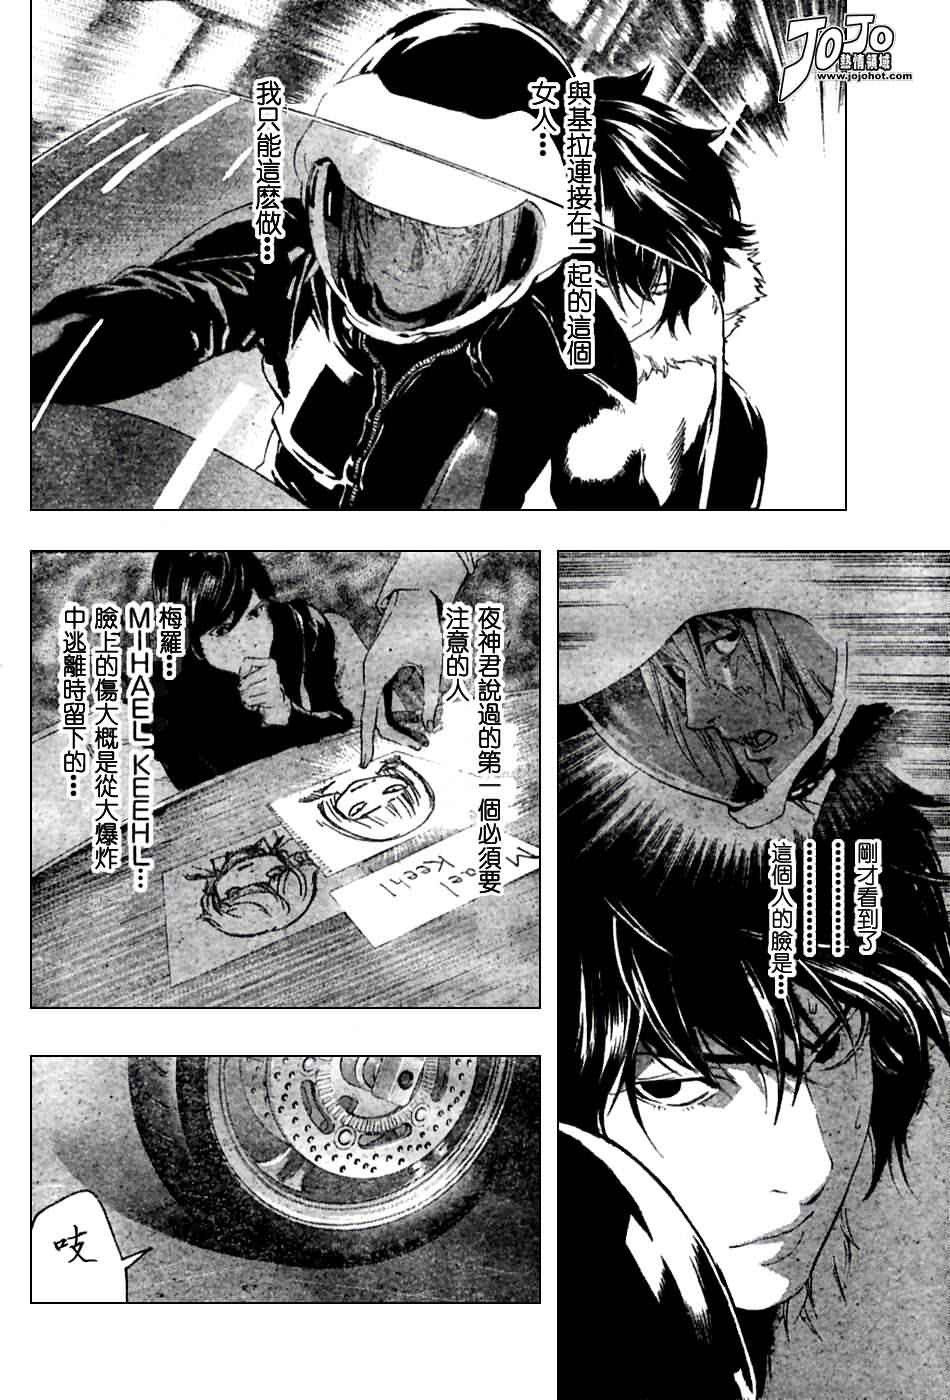 JOJO
熱情領域
www.jojohot.com
與基拉連接在一起的這個
女人…
我只能這麼做…
剛才看到了
……………
……………
這個人的臉是…
夜神君說過的第一個必須要
注意的人
梅羅…
MIHAEL KEEHL…
臉上的傷大概是從大爆炸
中逃離時留下的…
M ael
Keehl
吱